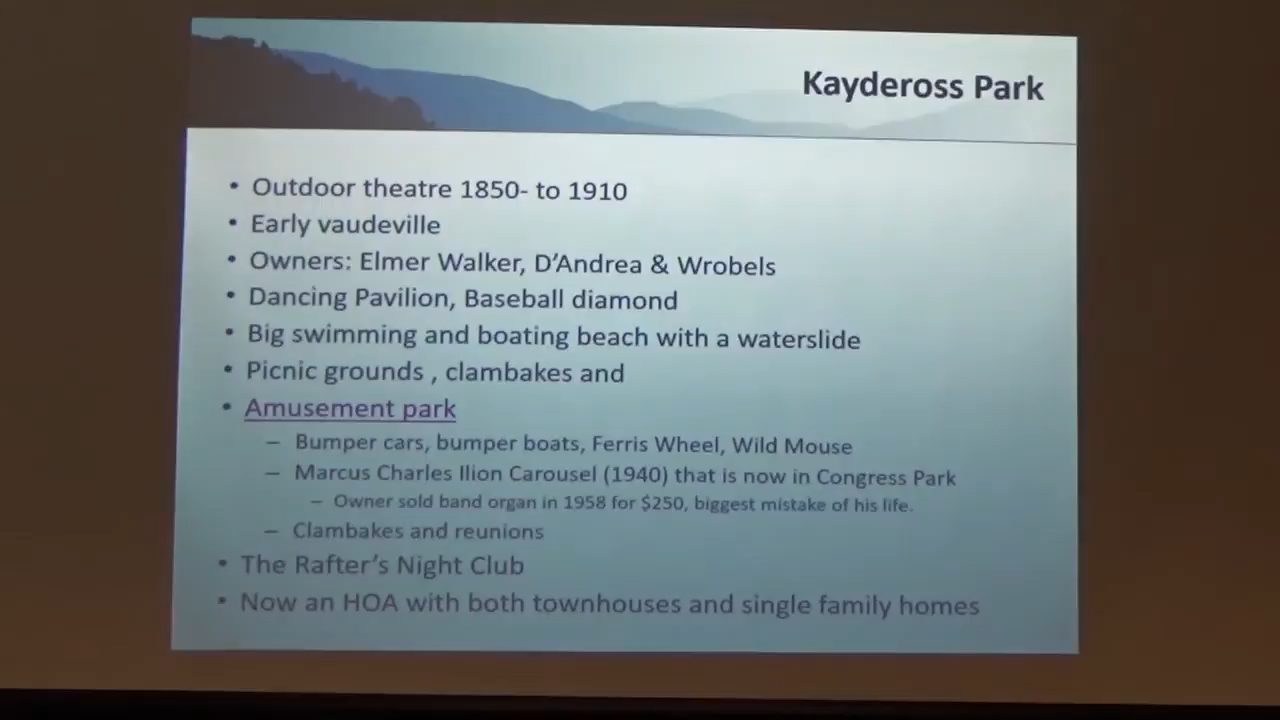 Kaydeross Park
• Outdoor theatre 1850- to 1910
• Early vaudeville
• Owners: Elmer Walker, D'Andrea & Wrobels
• Dancing Pavilion, Baseball diamond
• Big swimming and boating beach with a waterslide
• Picnic grounds , clambakes and
• Amusement park
– Bumper cars, bumper boats, Ferris Wheel, Wild Mouse
– Marcus Charles Ilion Carousel (1940) that is now in Congress Park
– Owner sold band organ in 1958 for $250, biggest mistake of his life.
– Clambakes and reunions
• The Rafter's Night Club
• Now an HOA with both townhouses and single family homes